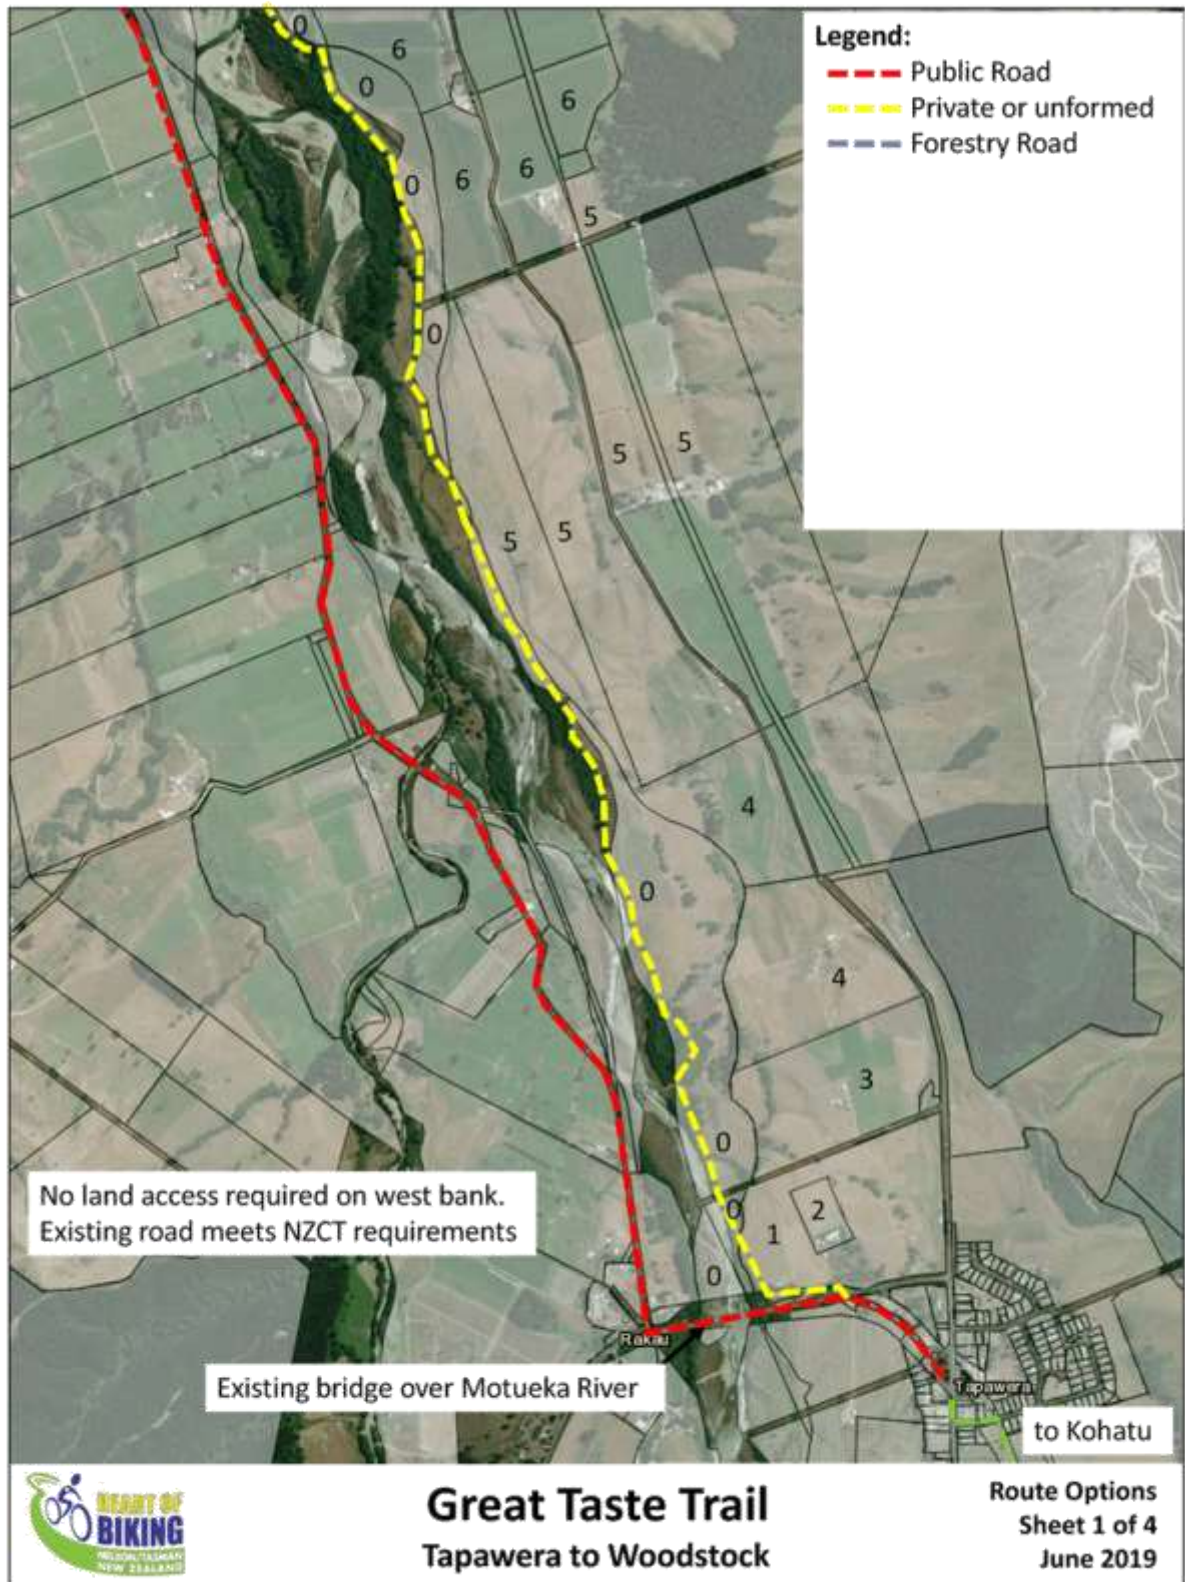 Legend:
Public Road
Private or unformed
Forestry Road
0
6
0
6
6
6
0
5
0
5
5
5
5
4
0
4
3
0
0
2
1
0
No land access required on west bank.
Existing road meets NZCT requirements
Rakau
Existing bridge over Motueka River
Tapawera
to Kohatu
HEART OF
BIKING
NELSON/TASMAN
NEW ZEALAND
Great Taste Trail
Tapawera to Woodstock
Route Options
Sheet 1 of 4
June 2019